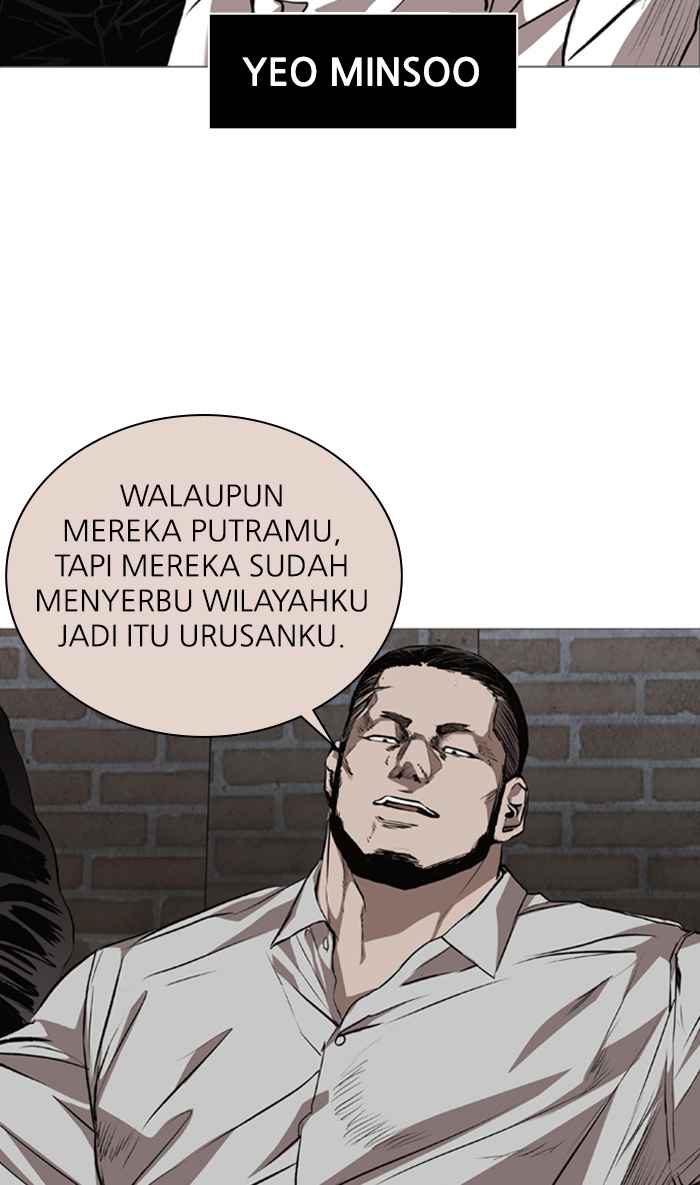 YEO MINSOO
WALAUPUN
MEREKA PUTRAMU,
TAPI MEREKA SUDAH
MENYERBU WILAYAHKU
JADI ITU URUSANKU.